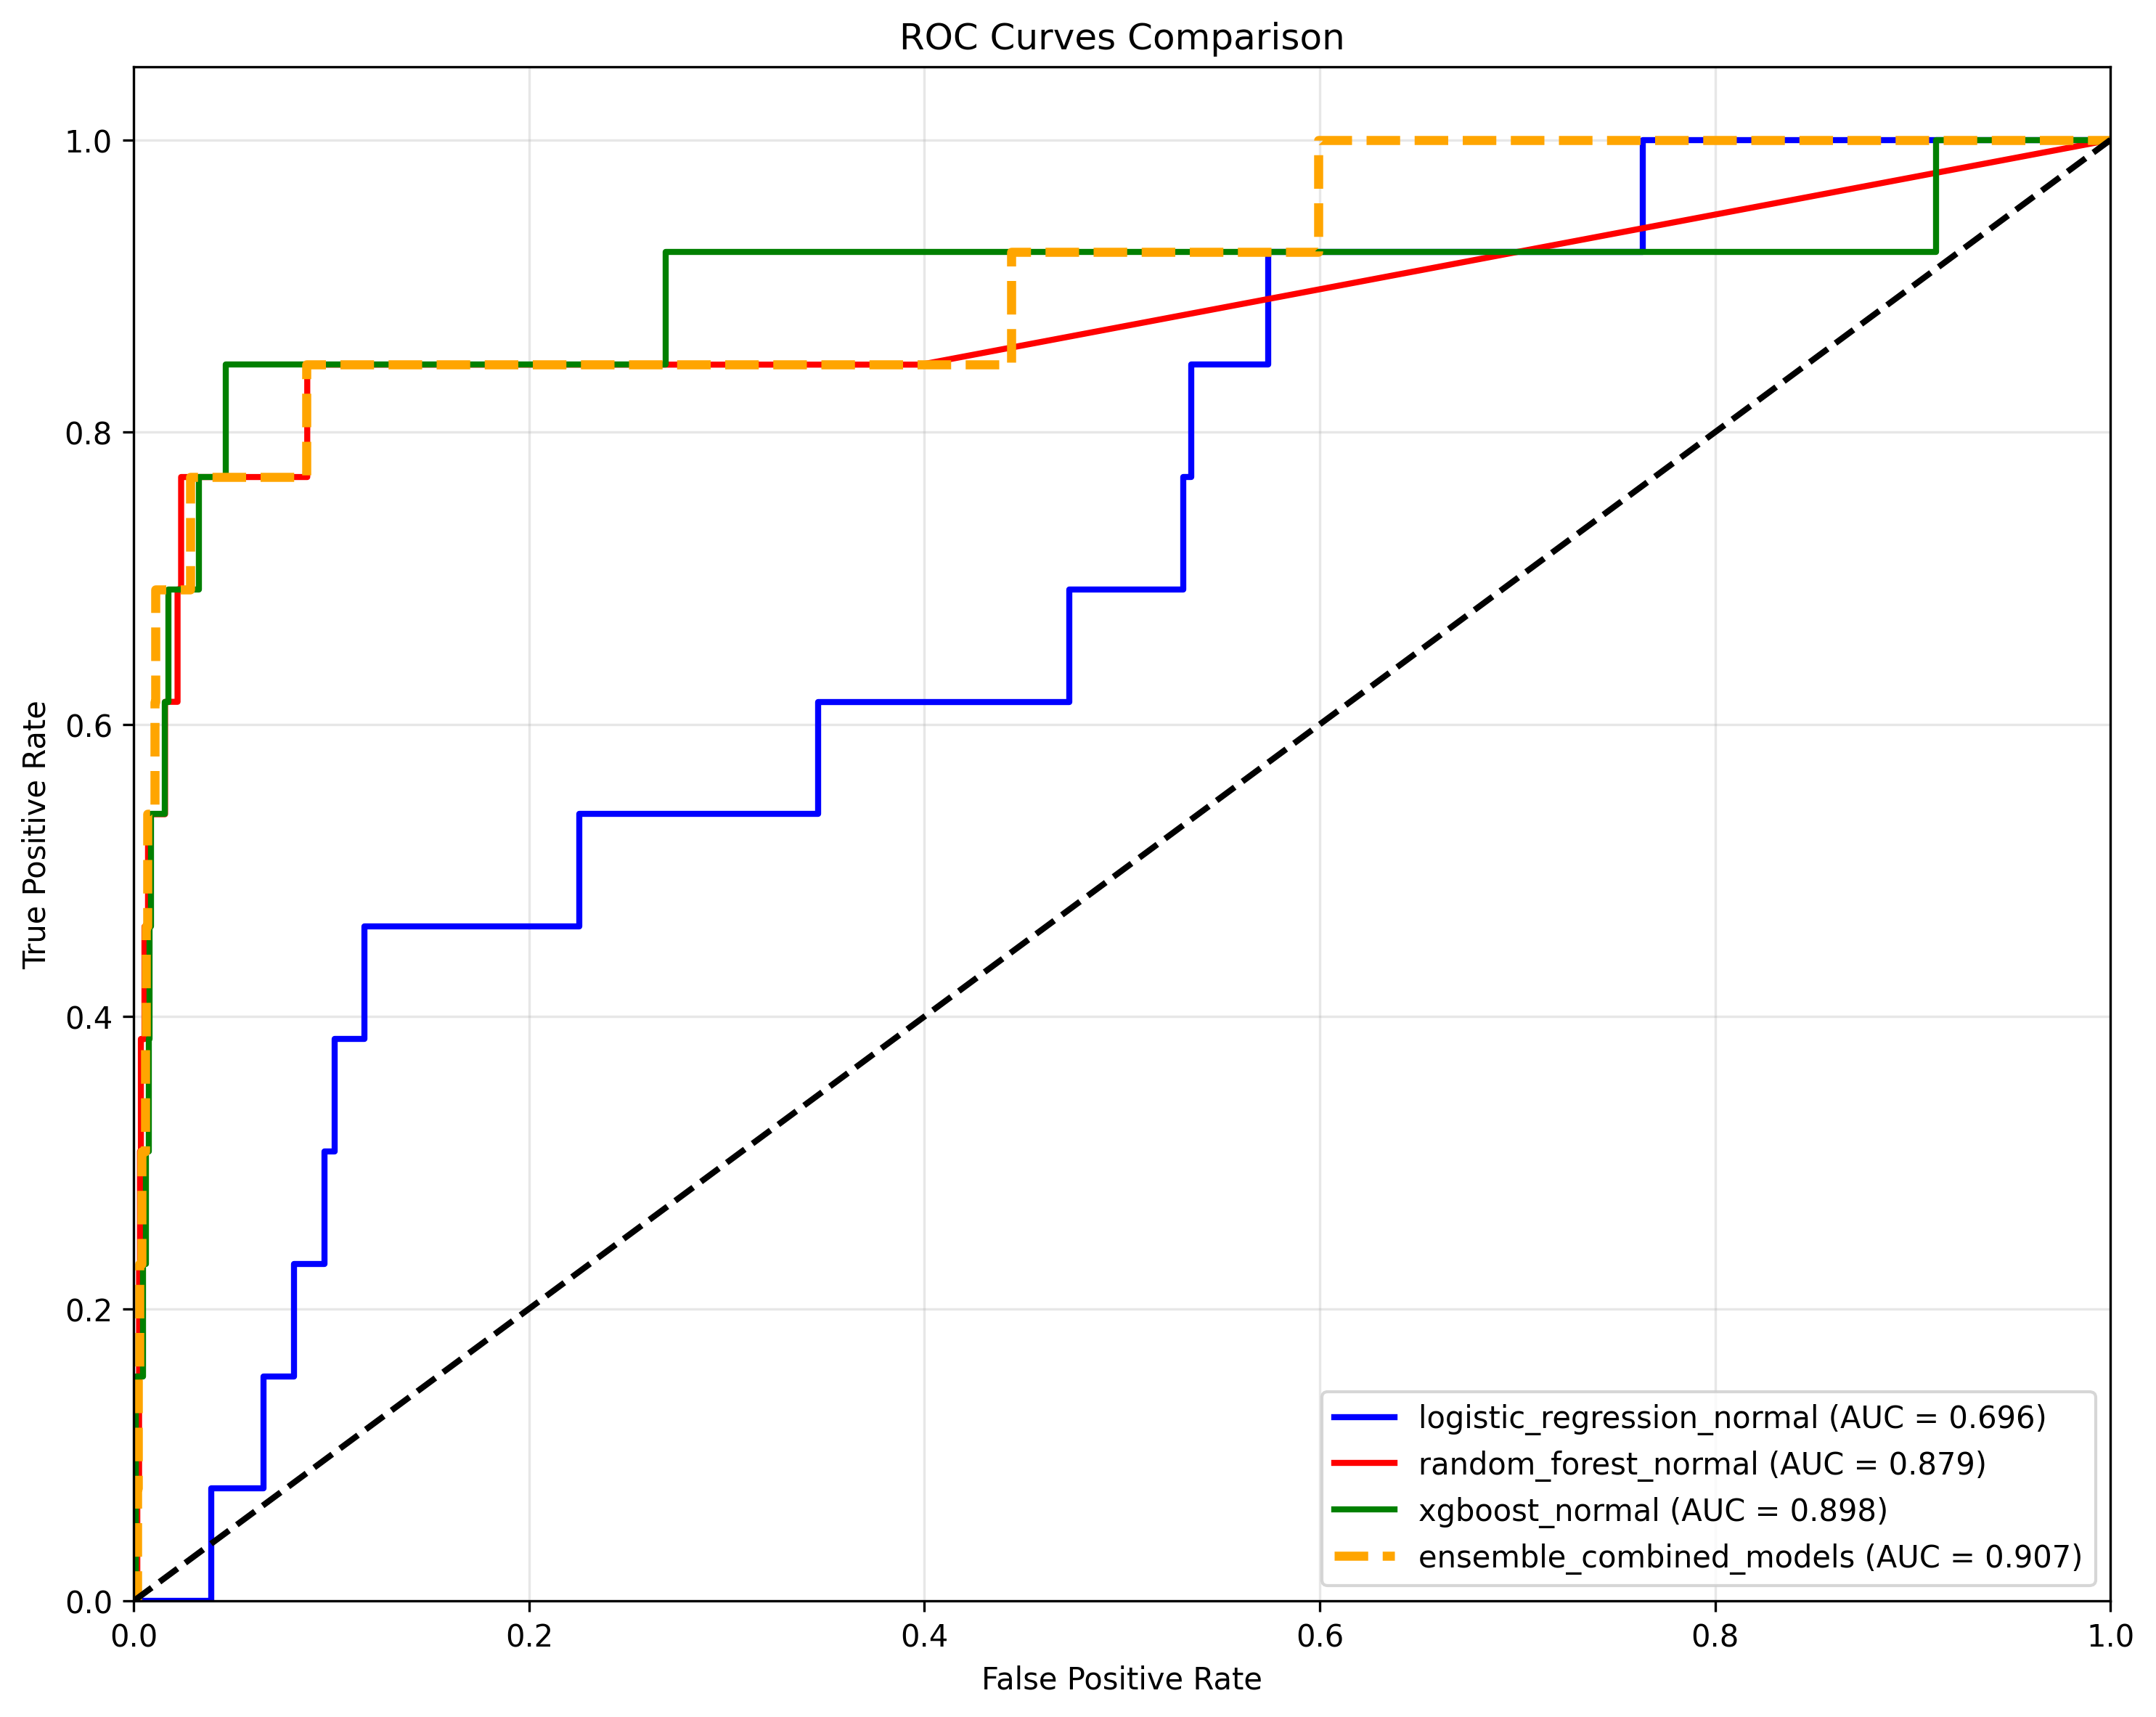 ROC Curves Comparison
True Positive Rate
1.0
0.8
0.6
0.4
0.2
0.0
0.0 0.2 0.4 0.6 0.8 1.0
False Positive Rate
logistic_regression_normal (AUC = 0.696)
random_forest_normal (AUC = 0.879)
xgboost_normal (AUC = 0.898)
ensemble_combined_models (AUC = 0.907)